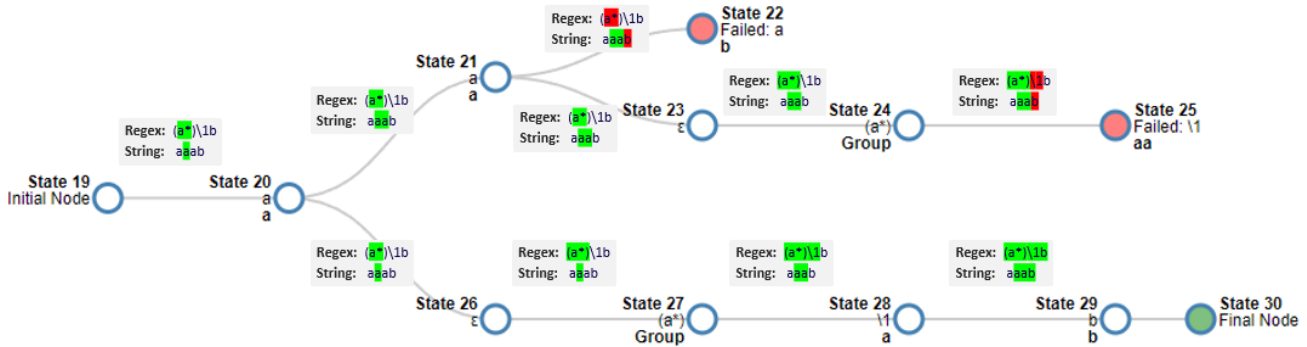 Regex: (a*)\1b
String: aaab
State 22
Failed: a
b
State 21
a
a
Regex: (a*)\1b
String: aaab
Regex: (a*)\1b
String: aaab
Regex: (a*)\1b
String: aaab
Regex: (a*)\1b
String: aaab
State 23
ε
State 24
(a*)
Group
State 25
Failed: \1
aa
Regex: (a*)\1b
String: aaab
State 19
Initial Node
State 20
a
a
Regex: (a*)\1b
String: aaab
Regex: (a*)\1b
String: aaab
Regex: (a*)\1b
String: aaab
Regex: (a*)\1b
String: aaab
State 26
ε
State 27
(a*)
Group
State 28
\1
a
State 29
b
b
State 30
Final Node